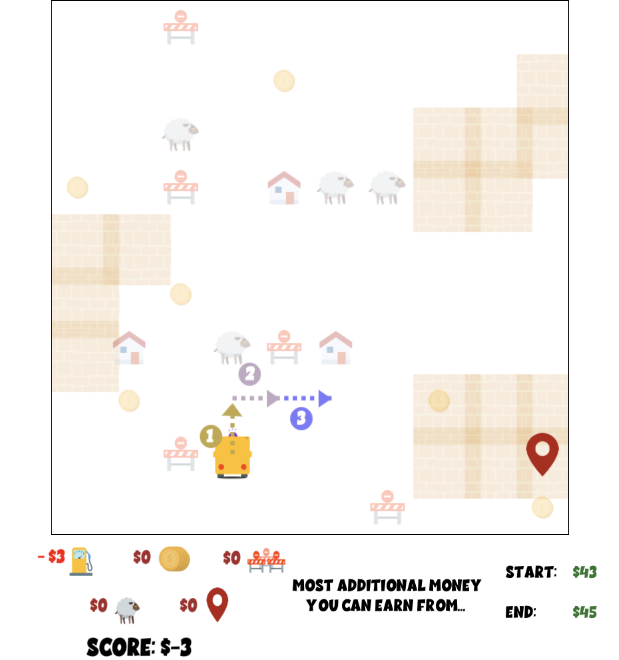 2
3
1
- $3 $0 $0
$0 $0
SCORE: $-3
MOST ADDITIONAL MONEY
YOU CAN EARN FROM...
START: $43
END: $45